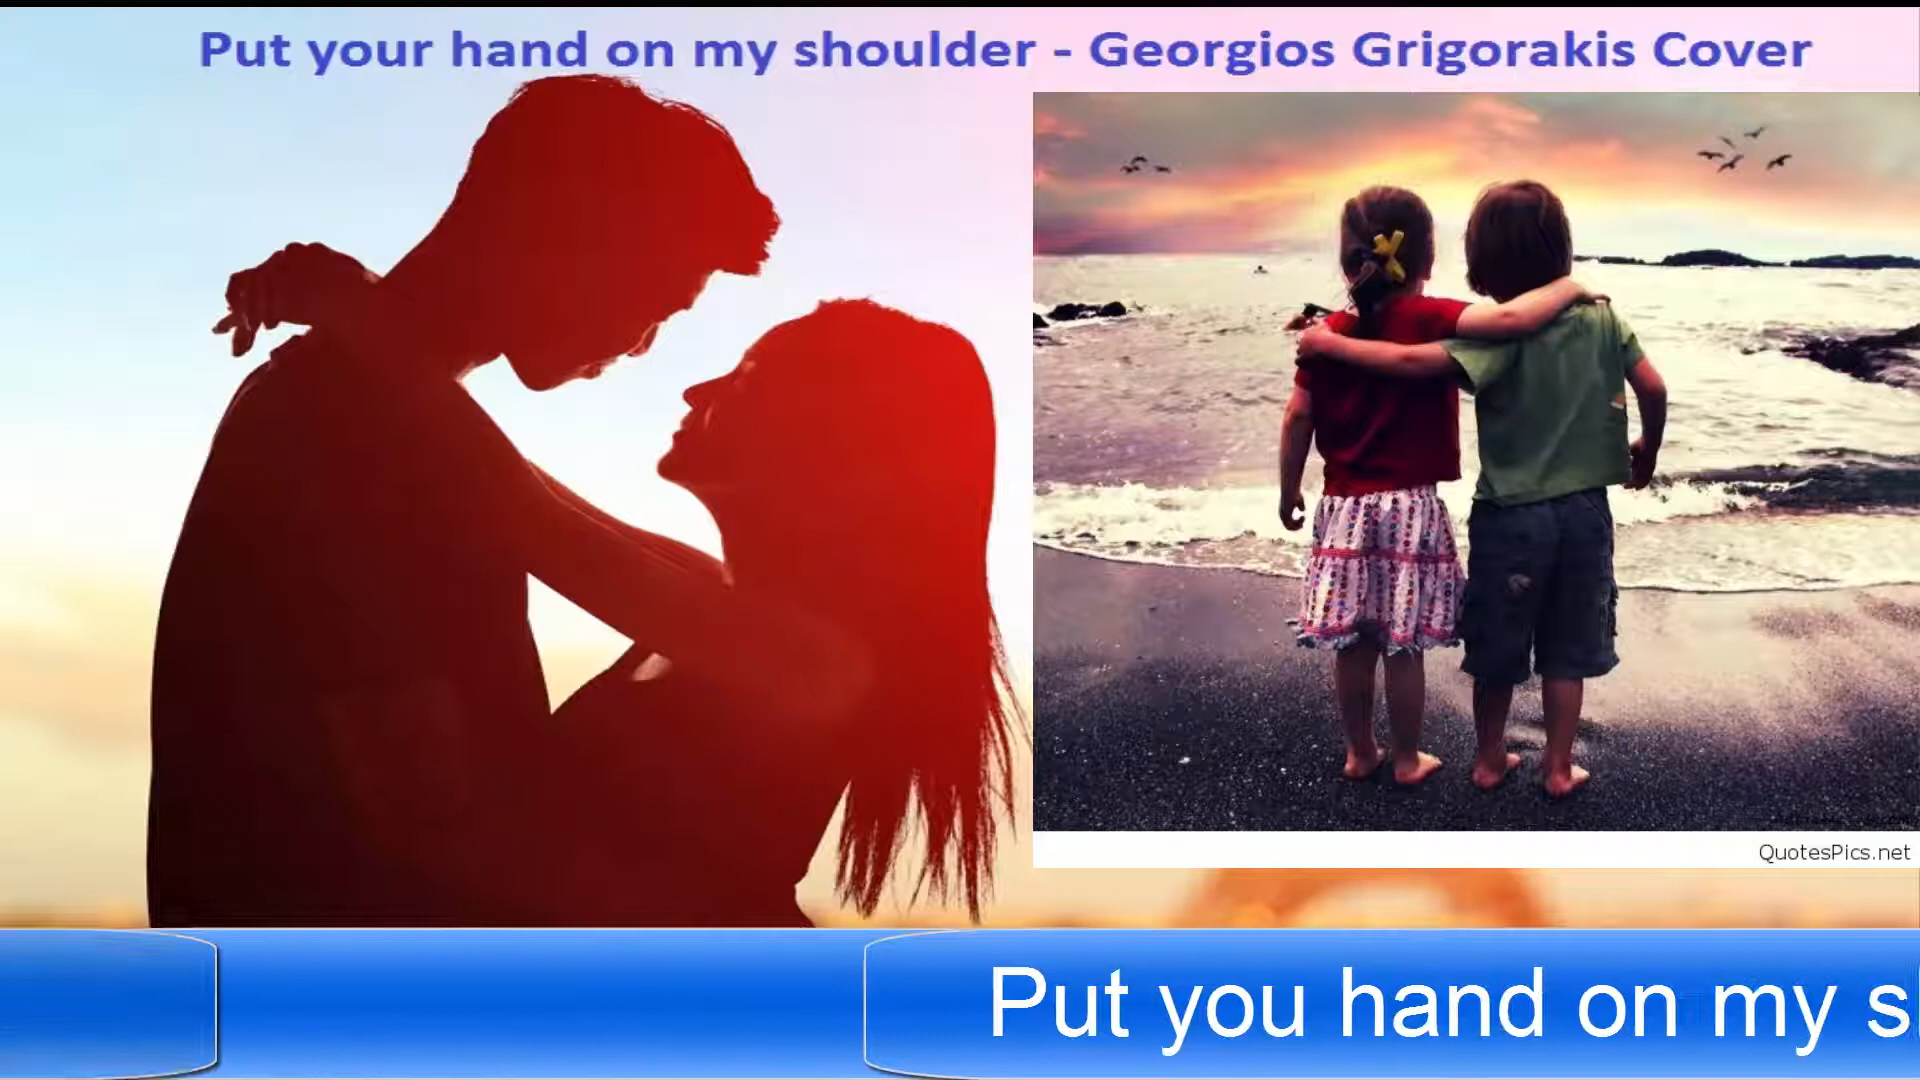 Put your hand on my shoulder - Georgios Grigorakis Cover
QuotesPics.net
Put you hand on my s